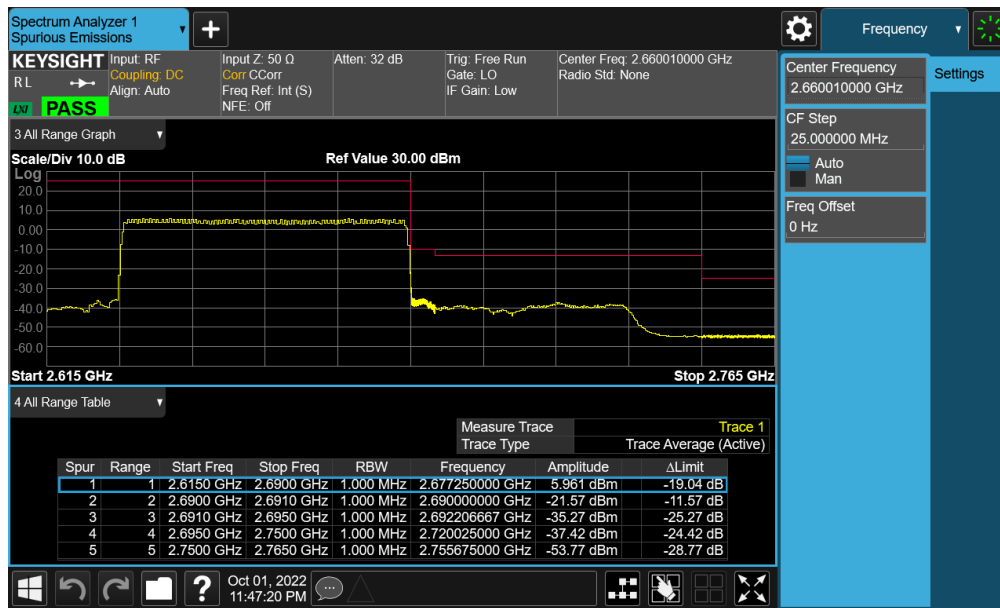 Spectrum Analyzer 1
Spurious Emissions
Frequency
KEYSIGHT
R L
LXI
PASS
Input: RF
Coupling: DC
Align: Auto
Input Z: 50 Ω
Corr CCorr
Freq Ref: Int (S)
NFE: Off
Atten: 32 dB
Trig: Free Run
Gate: LO
IF Gain: Low
Center Freq: 2.660010000 GHz
Radio Std: None
Center Frequency
2.660010000 GHz
Settings
CF Step
25.000000 MHz
Auto
Man
Freq Offset
0 Hz
3 All Range Graph
Scale/Div 10.0 dB Ref Value 30.00 dBm
Log
20.0
10.0
0.00
-10.0
-20.0
-30.0
-40.0
-50.0
-60.0
Start 2.615 GHz Stop 2.765 GHz
4 All Range Table
Measure Trace Trace 1
Trace Type Trace Average (Active)
Spur Range Start Freq Stop Freq RBW Frequency Amplitude ΔLimit
1 1 2.6150 GHz 2.6900 GHz 1.000 MHz 2.677250000 GHz 5.961 dBm -19.04 dB
2 2 2.6900 GHz 2.6910 GHz 1.000 MHz 2.690000000 GHz -21.57 dBm -11.57 dB
3 3 2.6910 GHz 2.6950 GHz 1.000 MHz 2.692206667 GHz -35.27 dBm -25.27 dB
4 4 2.6950 GHz 2.7500 GHz 1.000 MHz 2.720025000 GHz -37.42 dBm -24.42 dB
5 5 2.7500 GHz 2.7650 GHz 1.000 MHz 2.755675000 GHz -53.77 dBm -28.77 dB
?
Oct 01, 2022
11:47:20 PM